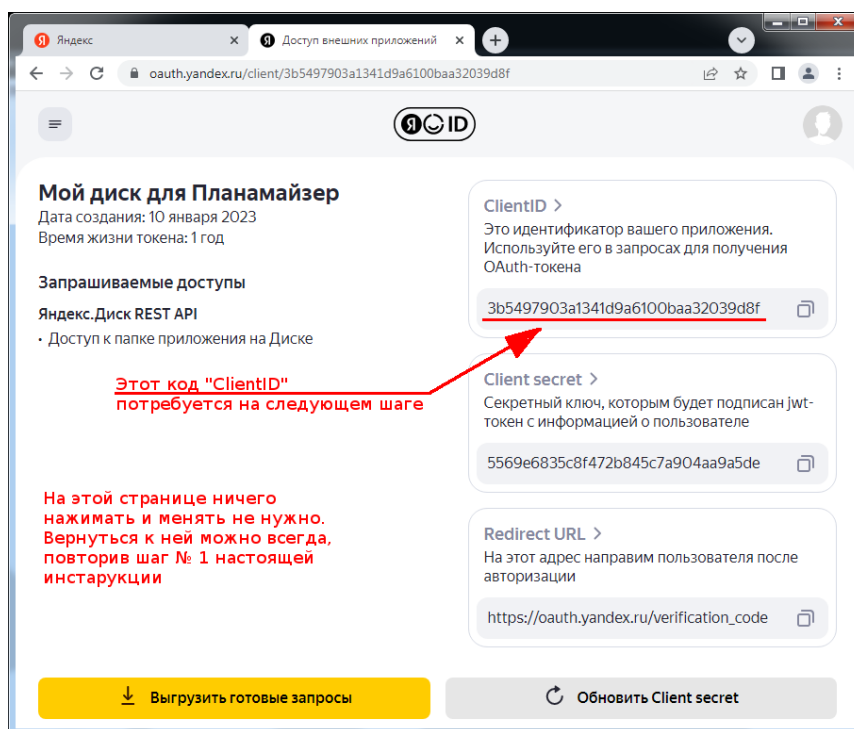 Яндекс
Доступ внешних приложений
oauth.yandex.ru/client/3b5497903a1341d9a6100baa32039d8f
Я ID
Мой диск для Планамайзер
Дата создания: 10 января 2023
Время жизни токена: 1 год
Запрашиваемые доступы
Яндекс.Диск REST API
• Доступ к папке приложения на Диске
Этот код "ClientID"
потребуется на следующем шаге
На этой странице ничего
нажимать и менять не нужно.
Вернуться к ней можно всегда,
повторив шаг № 1 настоящей
инстарукции
ClientID >
Это идентификатор вашего приложения.
Используйте его в запросах для получения
OAuth-токена
3b5497903a1341d9a6100baa32039d8f
Client secret >
Секретный ключ, которым будет подписан jwt-
токен с информацией о пользователе
5569e6835c8f472b845c7a904aa9a5de
Redirect URL >
На этот адрес направим пользователя после
авторизации
https://oauth.yandex.ru/verification_code
Выгрузить готовые запросы
Обновить Client secret